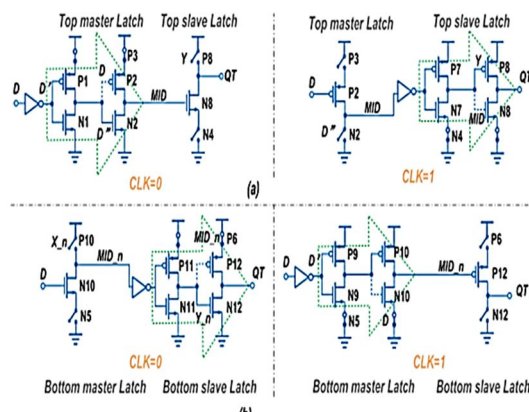 Top master Latch Top slave Latch Top master Latch Top slave Latch
P3 Y P8 P3 P7 Y P8
D D' P1 D P2 QT D P2 QT
MID N8 MID
N1 D" N2 N4 D" N2 N7 MID N8
N4
CLK=0 (a) CLK=1
X_n P10 MID_n MID_n P6 P9 P10 P6
D P11 P12 QT D D' MID_n P12 QT
N10 N9 N10
N5 N11 Y_n N12 N5 D N12
CLK=0 CLK=1
Bottom master Latch Bottom slave Latch Bottom master Latch Bottom slave Latch